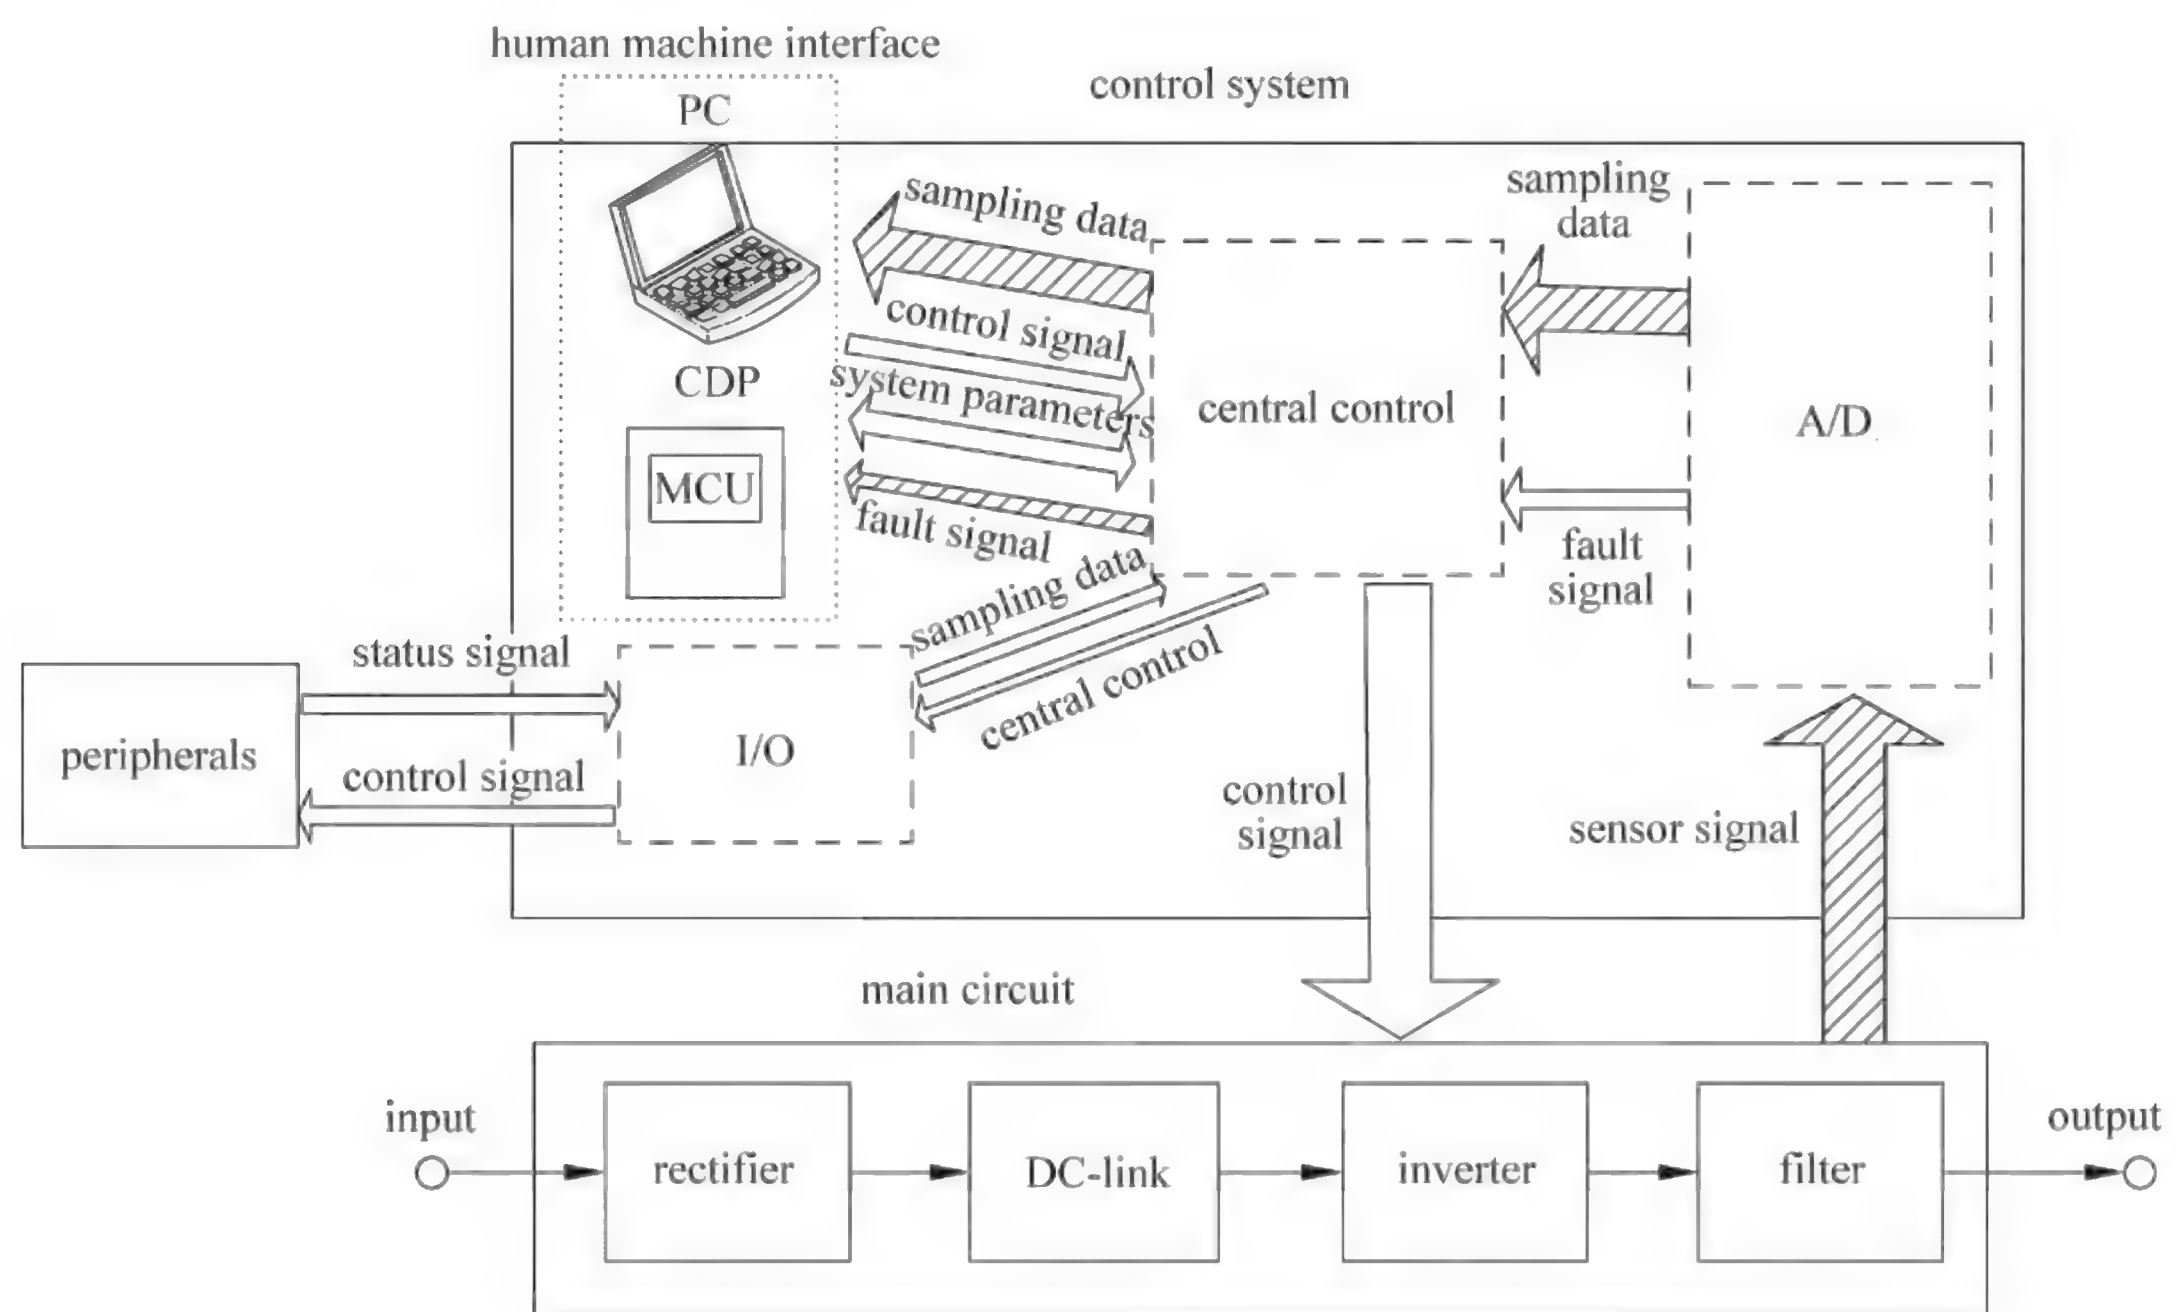 human machine interface
control system
PC
sampling data
sampling
data
control signal
CDP
system parameters
central control
A/D
MCU
fault signal
fault
signal
sampling data
status signal
central control
peripherals
I/O
control signal
control
signal
sensor signal
main circuit
input
output
rectifier
DC-link
inverter
filter